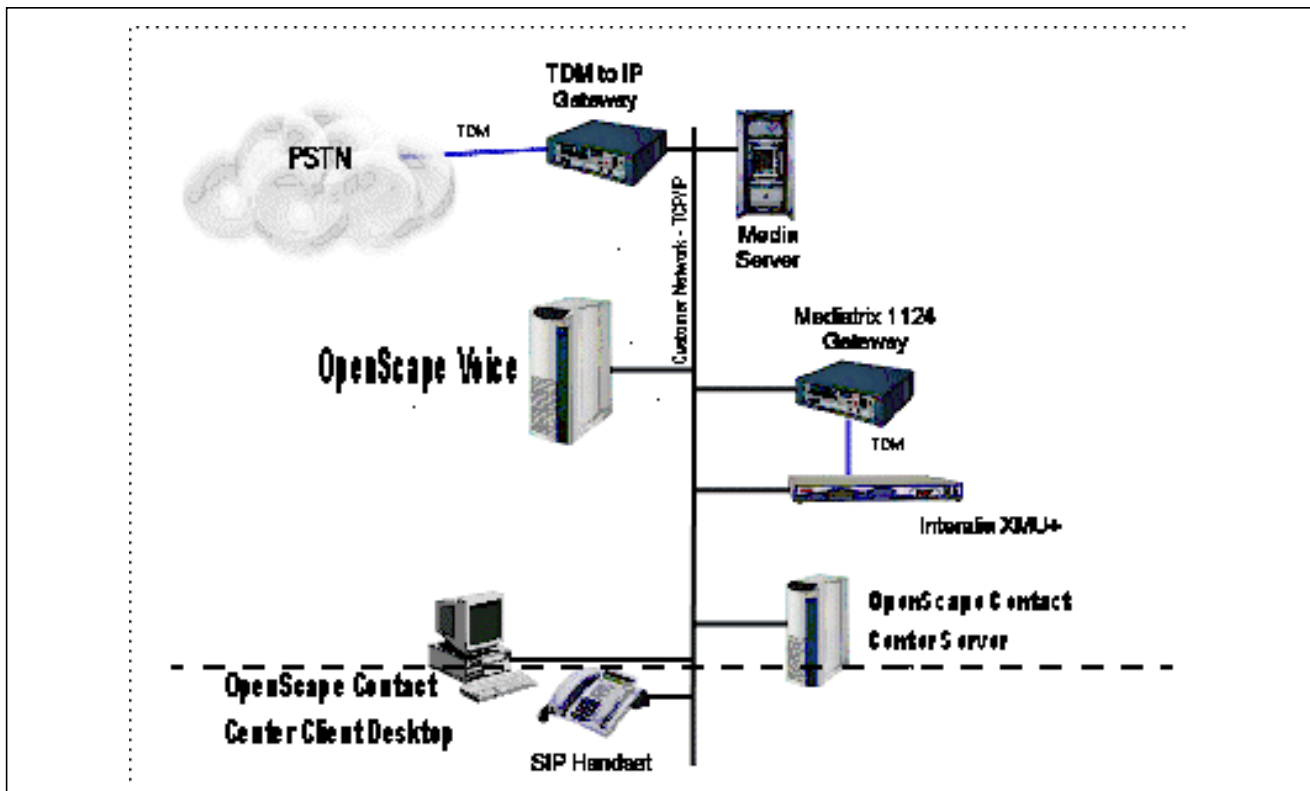 TDM to IP
Gateway
TDM
PSTN
Customer Network - TCP/IP
Media
Server
OpenScape Voice
Mediatrix 1124
Gateway
TDM
Interalia XMU+
OpenScape Contact
Center Server
OpenScape Contact
Center Client Desktop
SIP Handset